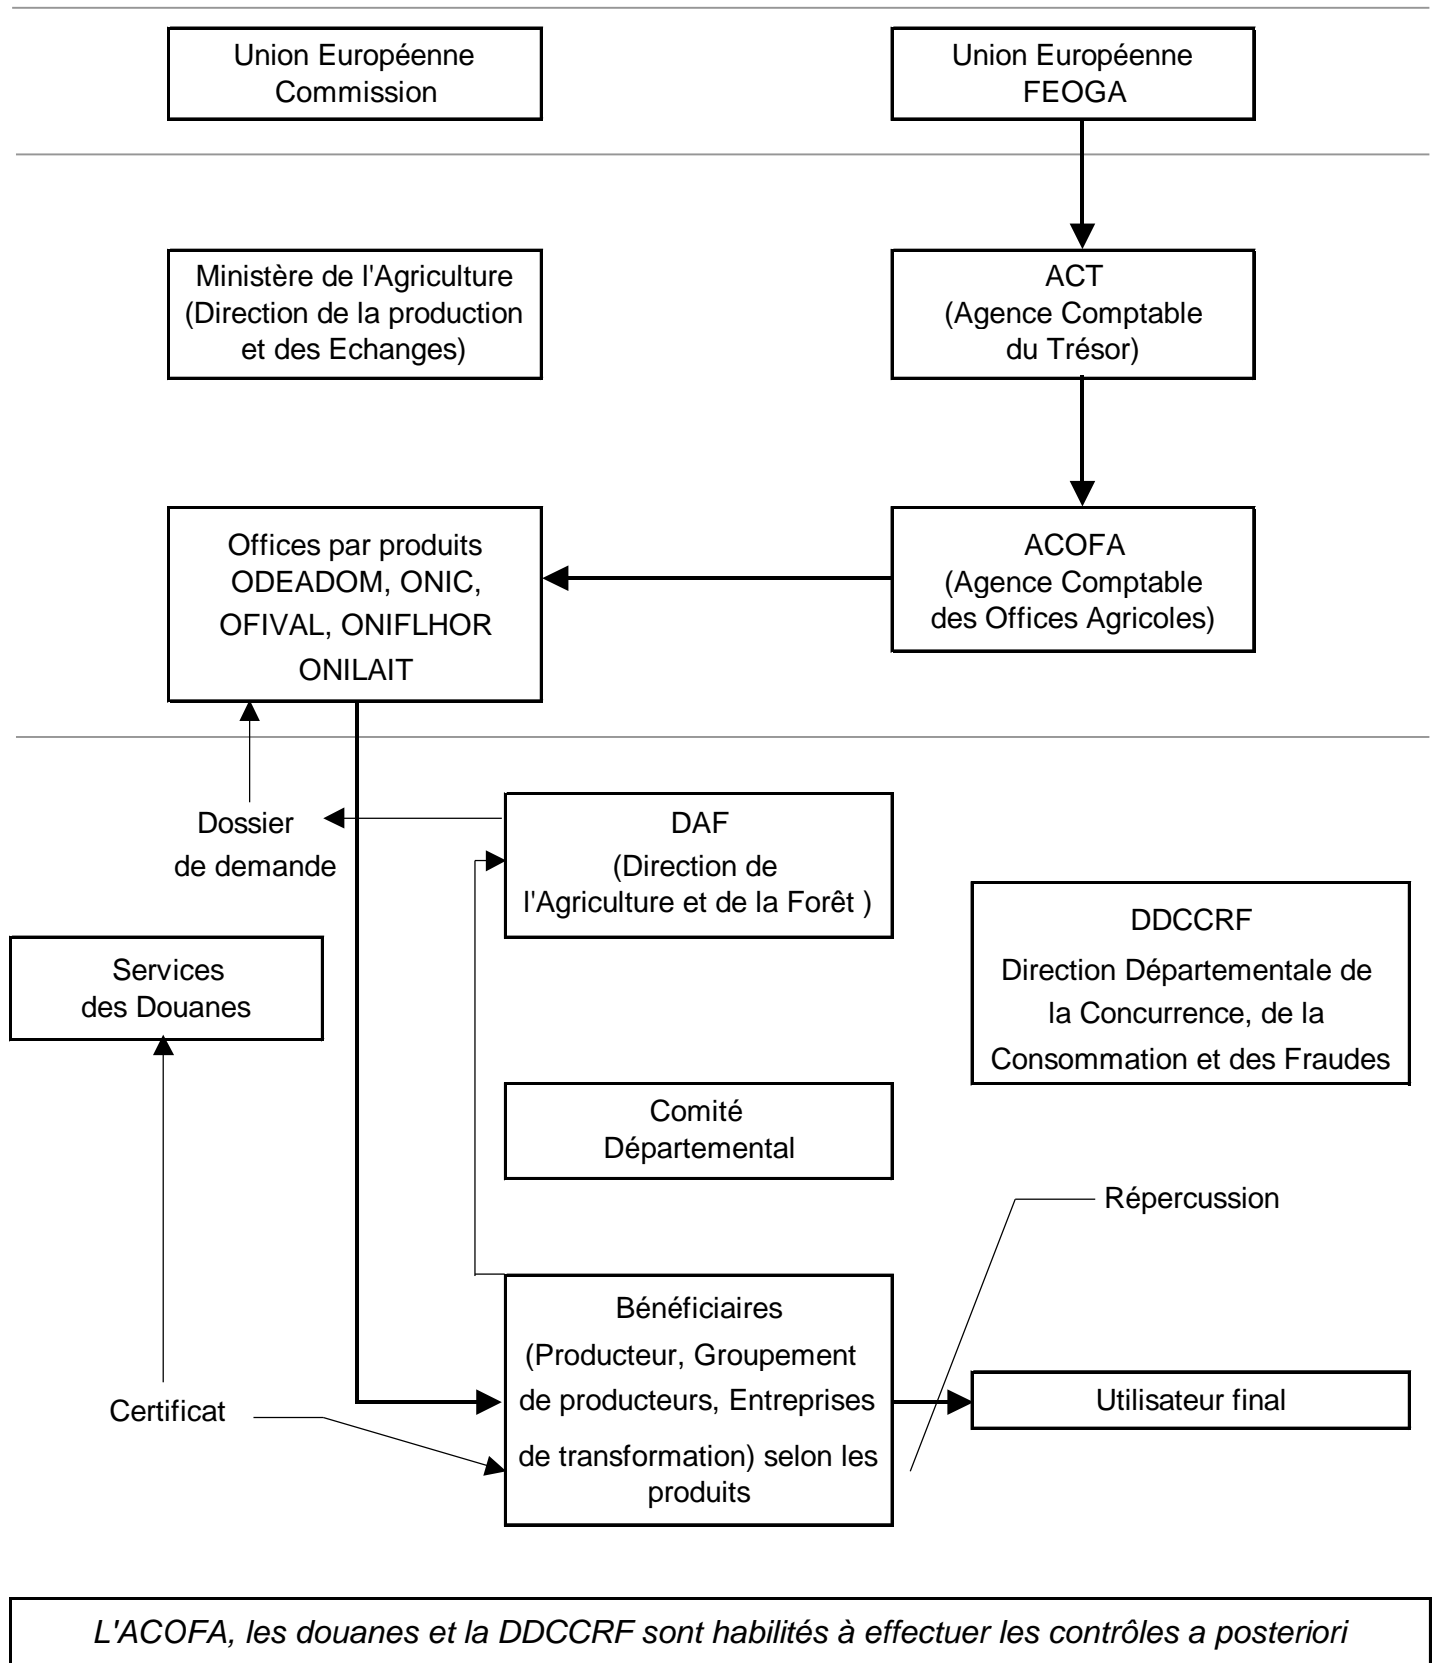 Union Européenne
Commission
Union Européenne
FEOGA
Ministère de l'Agriculture
(Direction de la production
et des Echanges)
ACT
(Agence Comptable
du Trésor)
Offices par produits
ODEADOM, ONIC,
OFIVAL, ONIFLHOR
ONILAIT
ACOFA
(Agence Comptable
des Offices Agricoles)
Dossier
de demande
DAF
(Direction de
l'Agriculture et de la Forêt )
DDCCRF
Direction Départementale de
la Concurrence, de la
Consommation et des Fraudes
Services
des Douanes
Comité
Départemental
Répercussion
Bénéficiaires
(Producteur, Groupement
de producteurs, Entreprises
de transformation) selon les
produits
Certificat
Utilisateur final
L'ACOFA, les douanes et la DDCCRF sont habilités à effectuer les contrôles a posteriori